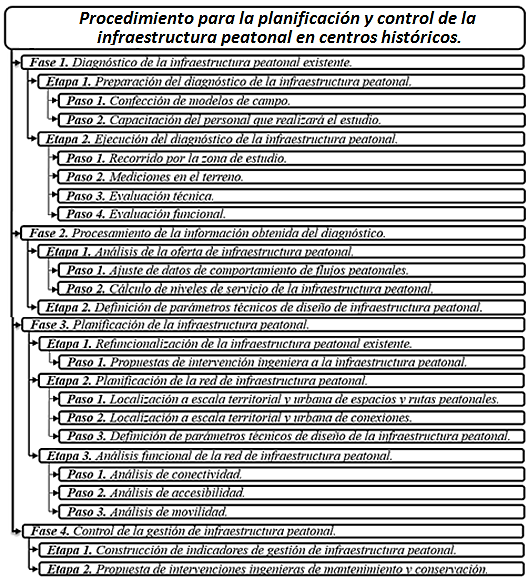 Procedimiento para la planificación y control de la
infraestructura peatonal en centros históricos.
Fase 1. Diagnóstico de la infraestructura peatonal existente.
Etapa 1. Preparación del diagnóstico de la infraestructura peatonal.
Paso 1. Confección de modelos de campo.
Paso 2. Capacitación del personal que realizará el estudio.
Etapa 2. Ejecución del diagnóstico de la infraestructura peatonal.
Paso 1. Recorrido por la zona de estudio.
Paso 2. Mediciones en el terreno.
Paso 3. Evaluación técnica.
Paso 4. Evaluación funcional.
Fase 2. Procesamiento de la información obtenida del diagnóstico.
Etapa 1. Análisis de la oferta de infraestructura peatonal.
Paso 1. Ajuste de datos de comportamiento de flujos peatonales.
Paso 2. Cálculo de niveles de servicio de la infraestructura peatonal.
Etapa 2. Definición de parámetros técnicos de diseño de infraestructura peatonal.
Fase 3. Planificación de la infraestructura peatonal.
Etapa 1. Refuncionalización de la infraestructura peatonal existente.
Paso 1. Propuestas de intervención ingeniera a la infraestructura peatonal.
Etapa 2. Planificación de la red de infraestructura peatonal.
Paso 1. Localización a escala territorial y urbana de espacios y rutas peatonales.
Paso 2. Localización a escala territorial y urbana de conexiones.
Paso 3. Definición de parámetros técnicos de diseño de la infraestructura peatonal.
Etapa 3. Análisis funcional de la red de infraestructura peatonal.
Paso 1. Análisis de conectividad.
Paso 2. Análisis de accesibilidad.
Paso 3. Análisis de movilidad.
Fase 4. Control de la gestión de infraestructura peatonal.
Etapa 1. Construcción de indicadores de gestión de infraestructura peatonal.
Etapa 2. Propuesta de intervenciones ingenieras de mantenimiento y conservación.